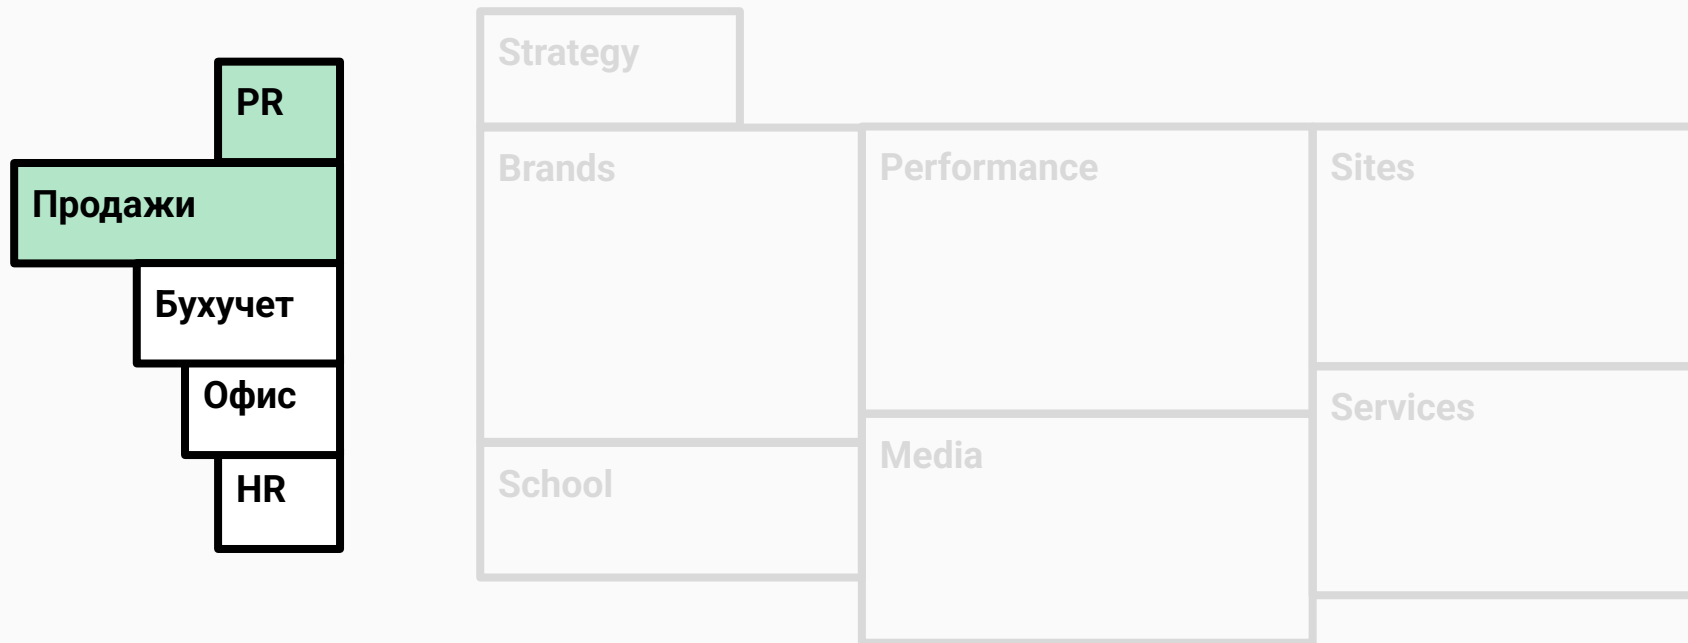 PR
Продажи
Бухучет
Офис
HR
Strategy
Brands
Performance
Sites
School
Media
Services